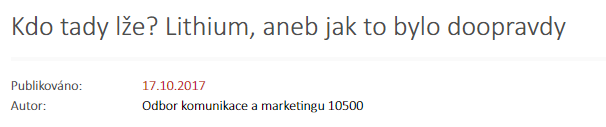 Kdo tady lže? Lithium, aneb jak to bylo doopravdy
Publikováno: 17.10.2017
Autor: Odbor komunikace a marketingu 10500